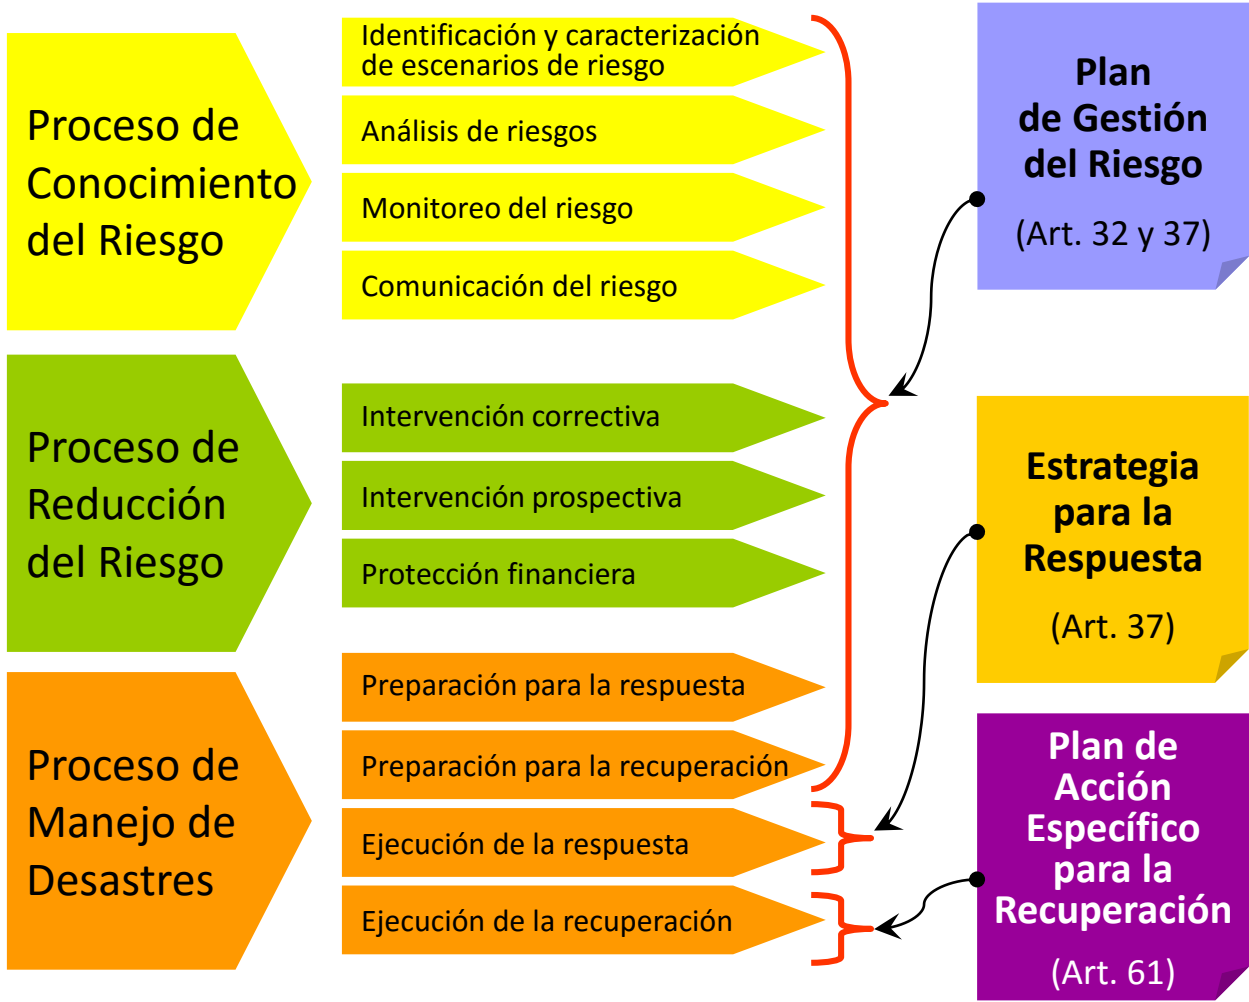 Proceso de
Conocimiento
del Riesgo
Identificación y caracterización
de escenarios de riesgo
Análisis de riesgos
Monitoreo del riesgo
Comunicación del riesgo
Proceso de
Reducción
del Riesgo
Intervención correctiva
Intervención prospectiva
Protección financiera
Proceso de
Manejo de
Desastres
Preparación para la respuesta
Preparación para la recuperación
Ejecución de la respuesta
Ejecución de la recuperación
Plan
de Gestión
del Riesgo
(Art. 32 y 37)
Estrategia
para la
Respuesta
(Art. 37)
Plan de
Acción
Específico
para la
Recuperación
(Art. 61)